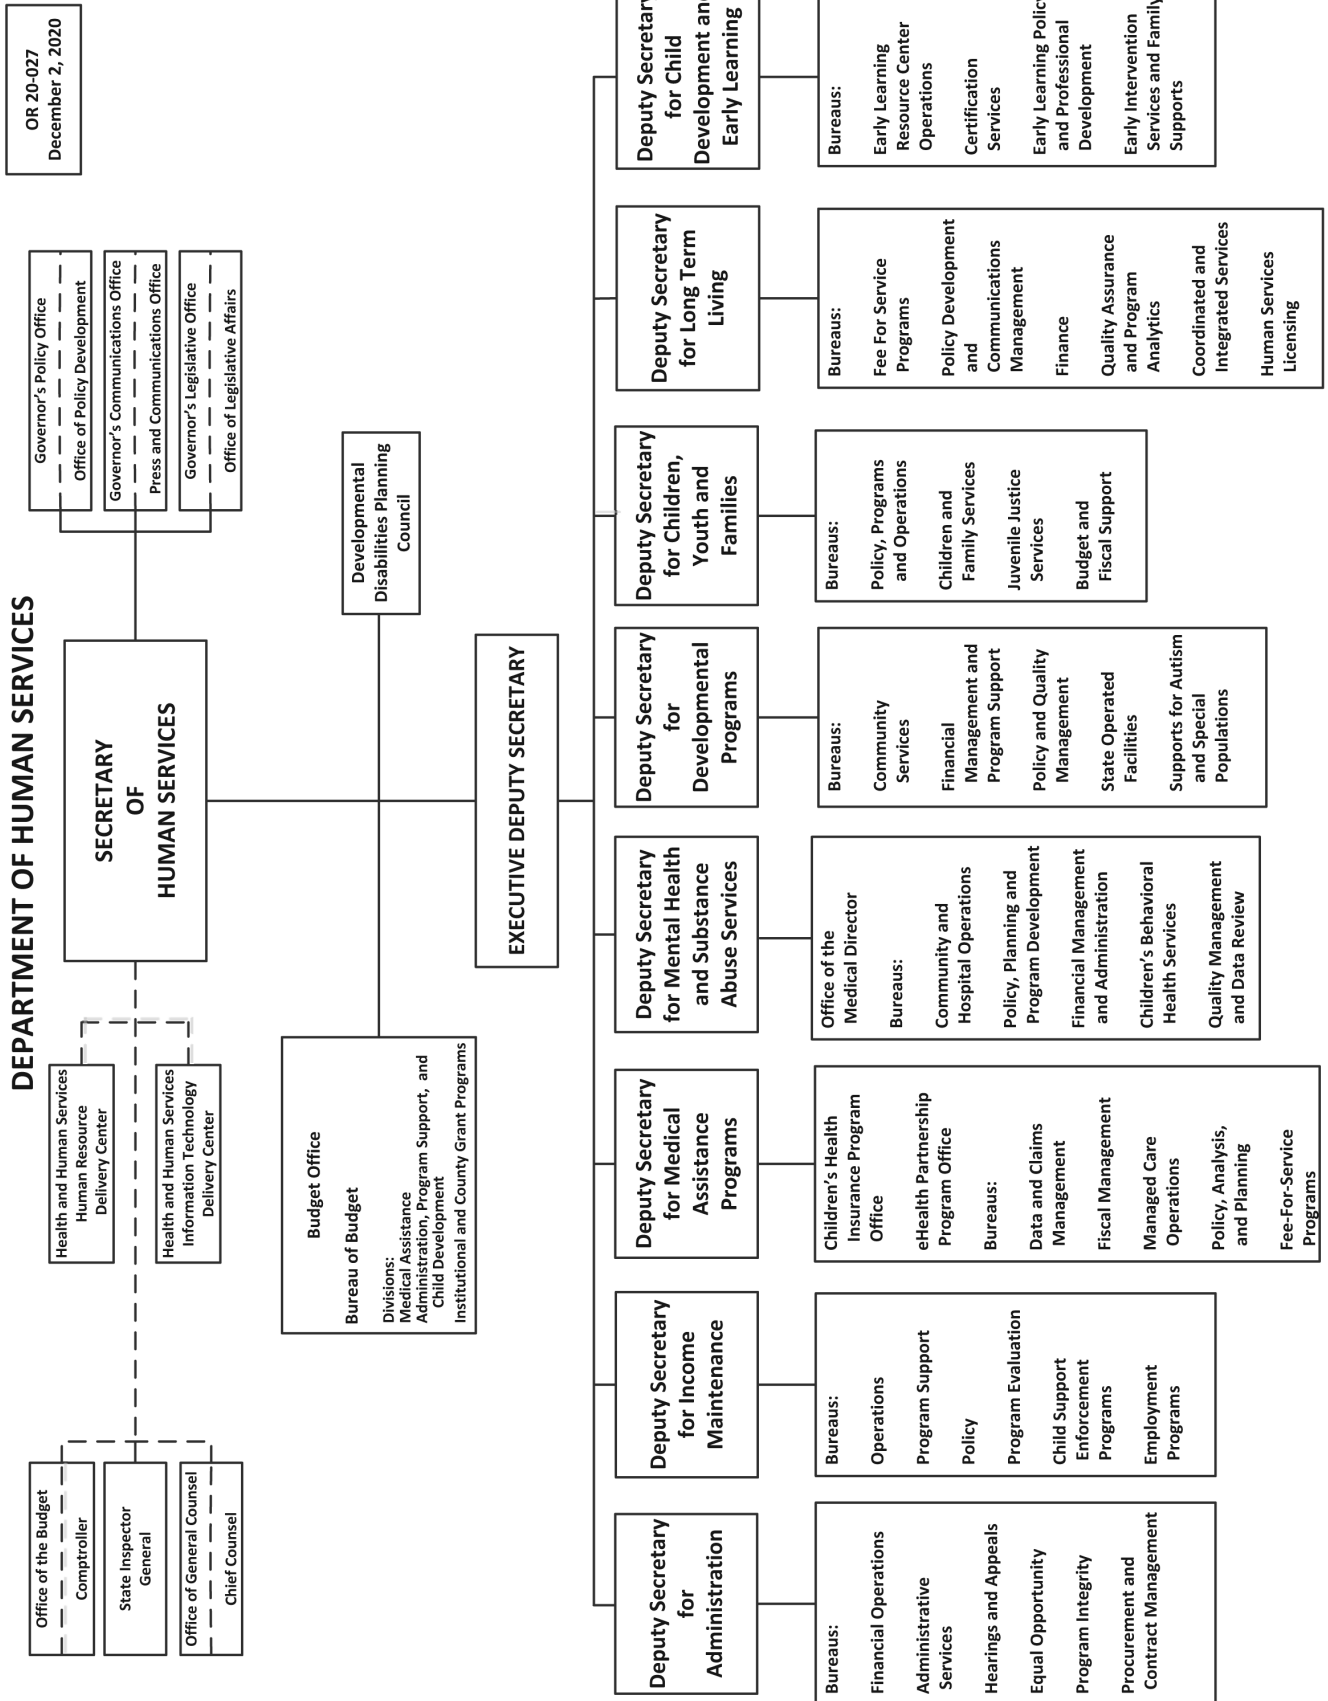 DEPARTMENT OF HUMAN SERVICES
OR 20-027
December 2, 2020
Office of the Budget
Comptroller
State Inspector
General
Office of General Counsel
Chief Counsel
Health and Human Services
Human Resource
Delivery Center
Health and Human Services
Information Technology
Delivery Center
SECRETARY
OF
HUMAN SERVICES
Governor's Policy Office
Office of Policy Development
Governor's Communications Office
Press and Communications Office
Governor's Legislative Office
Office of Legislative Affairs
Budget Office
Bureau of Budget
Divisions:
Medical Assistance
Administration, Program Support, and
Child Development
Institutional and County Grant Programs
Developmental
Disabilities Planning
Council
EXECUTIVE DEPUTY SECRETARY
Deputy Secretary
for
Administration
Bureaus:
Financial Operations
Administrative
Services
Hearings and Appeals
Equal Opportunity
Program Integrity
Procurement and
Contract Management
Deputy Secretary
for Income
Maintenance
Bureaus:
Operations
Program Support
Policy
Program Evaluation
Child Support
Enforcement
Programs
Employment
Programs
Deputy Secretary
for Medical
Assistance
Programs
Children's Health
Insurance Program
Office
eHealth Partnership
Program Office
Bureaus:
Data and Claims
Management
Fiscal Management
Managed Care
Operations
Policy, Analysis,
and Planning
Fee-For-Service
Programs
Deputy Secretary
for Mental Health
and Substance
Abuse Services
Office of the
Medical Director
Bureaus:
Community and
Hospital Operations
Policy, Planning and
Program Development
Financial Management
and Administration
Children's Behavioral
Health Services
Quality Management
and Data Review
Deputy Secretary
for
Developmental
Programs
Bureaus:
Community
Services
Financial
Management and
Program Support
Policy and Quality
Management
State Operated
Facilities
Supports for Autism
and Special
Populations
Deputy Secretary
for Children,
Youth and
Families
Bureaus:
Policy, Programs
and Operations
Children and
Family Services
Juvenile Justice
Services
Budget and
Fiscal Support
Deputy Secretary
for Long Term
Living
Bureaus:
Fee For Service
Programs
Policy Development
and
Communications
Management
Finance
Quality Assurance
and Program
Analytics
Coordinated and
Integrated Services
Human Services
Licensing
Deputy Secretary
for Child
Development and
Early Learning
Bureaus:
Early Learning
Resource Center
Operations
Certification
Services
Early Learning Policy
and Professional
Development
Early Intervention
Services and Family
Supports